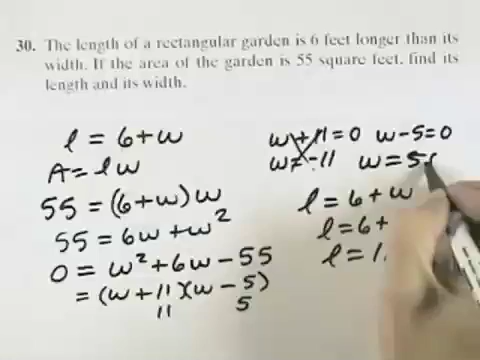 30. The length of a rectangular garden is 6 feet longer than its
width. If the area of the garden is 55 square feet, find its
length and its width.
l = 6 + w
A = l w
55 = (6 + w) w
55 = 6w + w²
0 = w² + 6w - 55
= (w + 11)(w - 5)
11 5
w + 11 = 0 w - 5 = 0
w = -11 w = 5
l = 6 + w
l = 6 +
l = 1